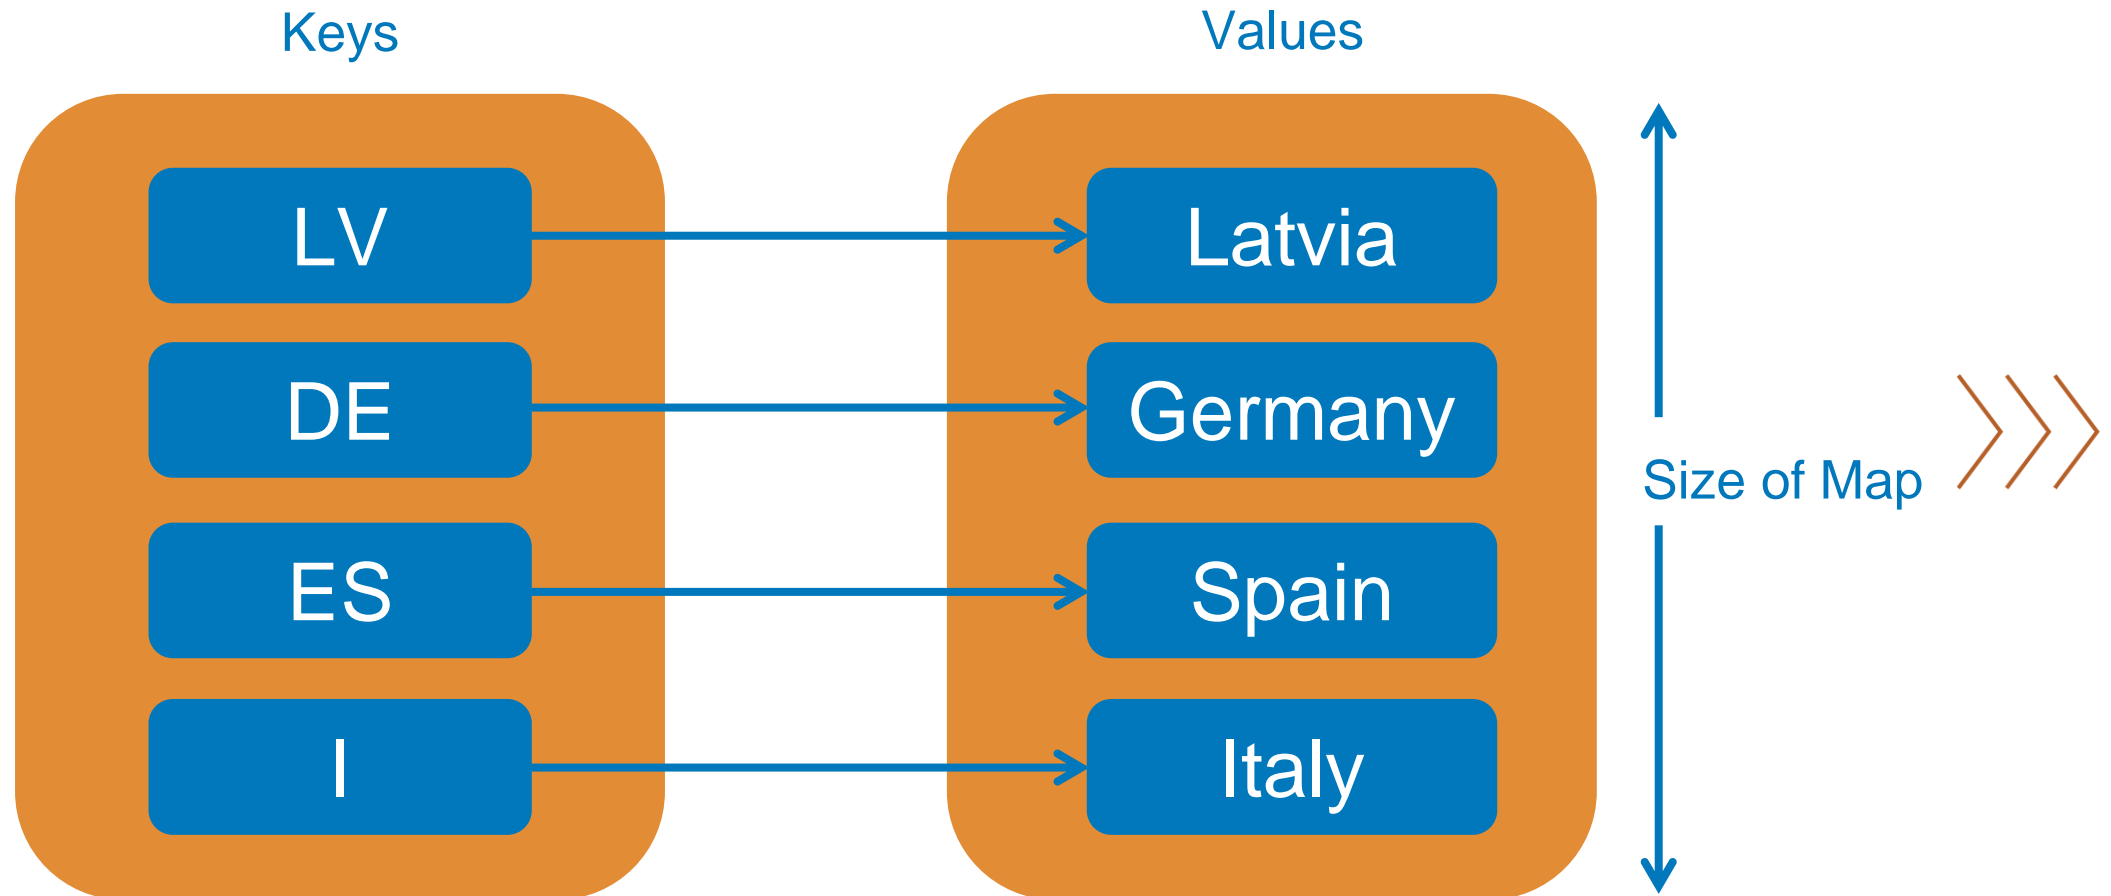 Keys
Values
LV
Latvia
DE
Germany
Size of Map
ES
Spain
I
Italy